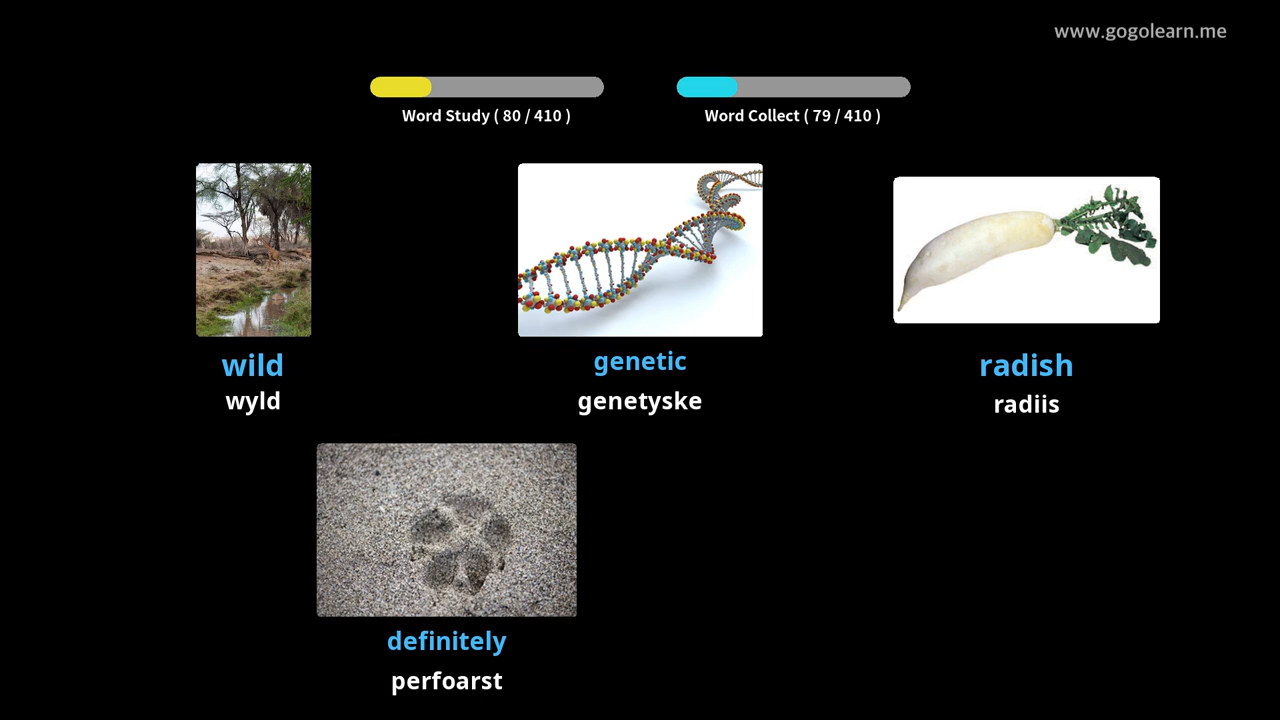 www.gogolearn.me
Word Study ( 80 / 410 )
Word Collect ( 79 / 410 )
wild
wyld
genetic
genetyske
radish
radiis
definitely
perfoarst